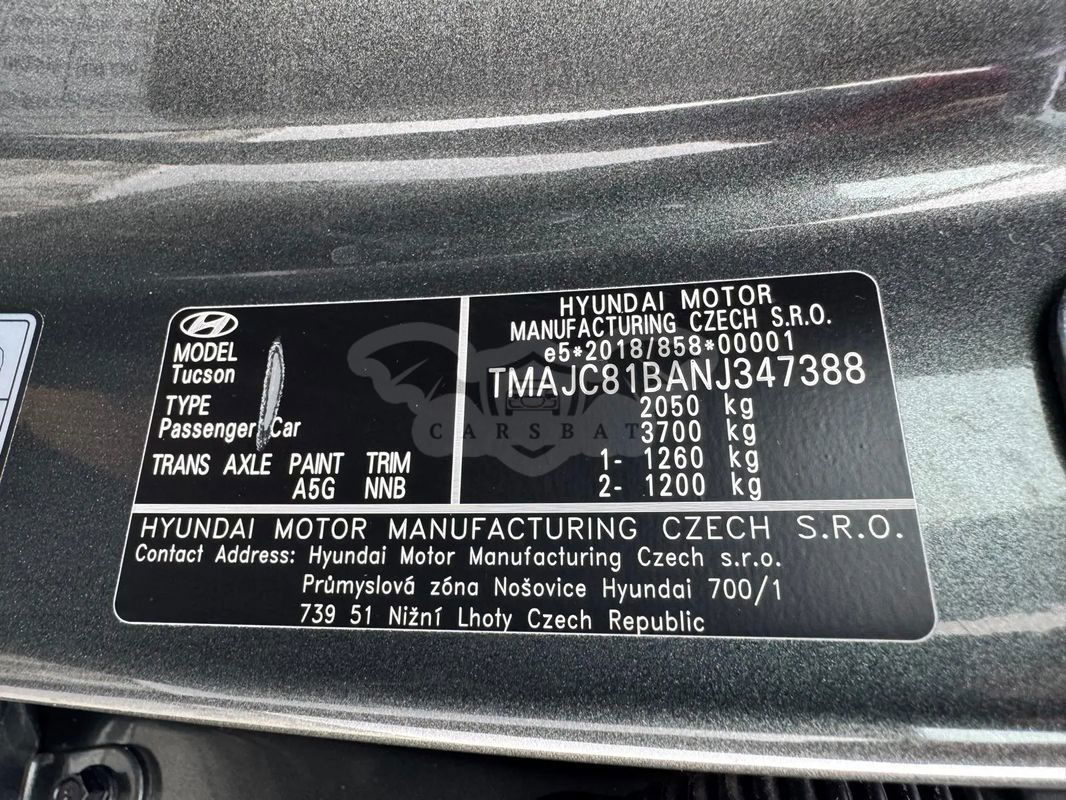 MODEL
Tucson
TYPE
Passenger Car
TRANS AXLE PAINT TRIM
A5G NNB
HYUNDAI MOTOR
MANUFACTURING CZECH S.R.O.
e5*2018/858*00001
TMAJC81BANJ347388
2050 kg
3700 kg
1- 1260 kg
2- 1200 kg
CARSBAT
HYUNDAI MOTOR MANUFACTURING CZECH S.R.O.
Contact Address: Hyundai Motor Manufacturing Czech s.r.o.
Průmyslová zóna Nošovice Hyundai 700/1
739 51 Nižní Lhoty Czech Republic